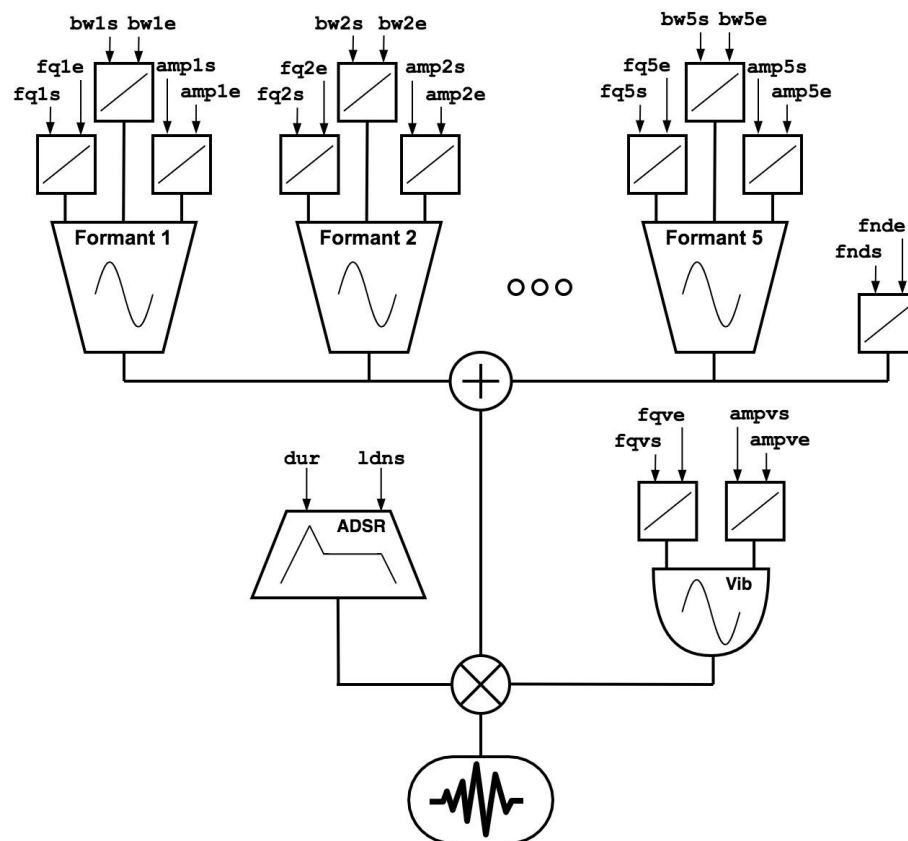 bw1s bw1e
fq1e
amp1s
fq1s
amp1e
Formant 1
bw2s bw2e
fq2e
amp2s
fq2s
amp2e
Formant 2
bw5s bw5e
fq5e
amp5s
fq5s
amp5e
Formant 5
fnde
fnds
dur
ldns
ADSR
fqve
ampvs
fqvs
ampve
Vib